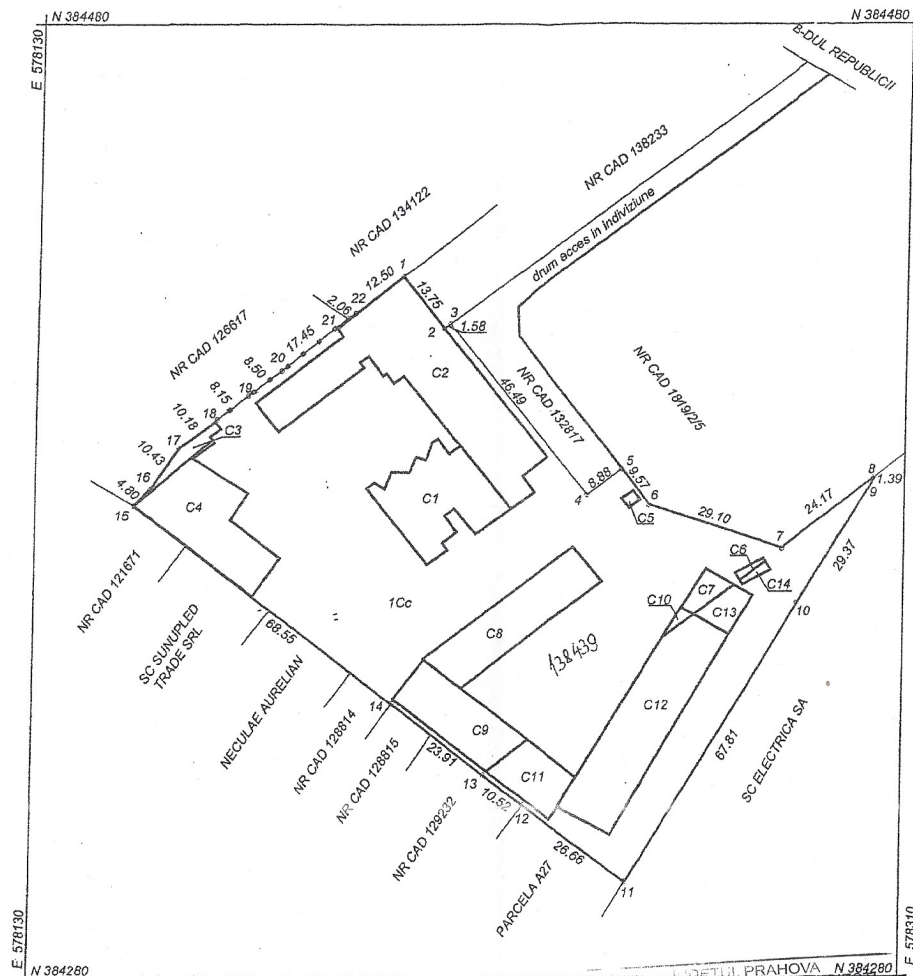 N 384480
N 384480
E 578130
B-DUL REPUBLICII
NR CAD 138233
drum acces in indiviziune
NR CAD 134122
1
12.50
13.75
22
2.06
21
3
1.58
2
17.45
NR CAD 126617
20
8.50
C2
19
8.15
NR CAD 132817
NR CAD 1819/2/5
46.49
10.18
18
17
C3
10.43
16
4.80
15
C4
C1
5
9.57
8.88
4
6
C5
29.10
8
1.39
9
24.17
7
29.37
C6
C14
C7
C10
C13
10
NR CAD 121671
1Cc
C8
138439
SC SUNUPLED
TRADE SRL
68.55
NECULAE AURELIAN
C12
SC ELECTRICA SA
14
C9
67.81
NR CAD 128814
NR CAD 128815
23.91
13
C11
10.52
12
NR CAD 129232
26.66
11
PARCELA A27
E 578130
E 578310
N 384280
JUDETUL PRAHOVA
N 384280